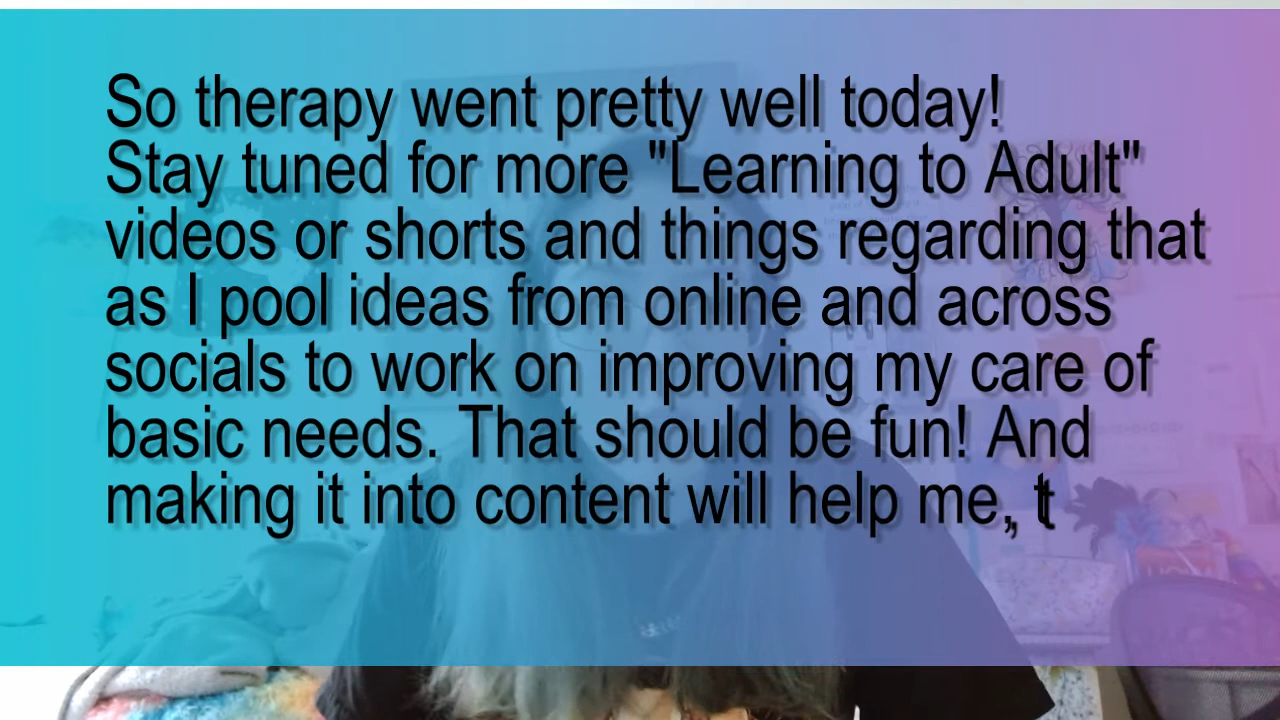 So therapy went pretty well today!
Stay tuned for more "Learning to Adult"
videos or shorts and things regarding that
as I pool ideas from online and across
socials to work on improving my care of
basic needs. That should be fun! And
making it into content will help me, t